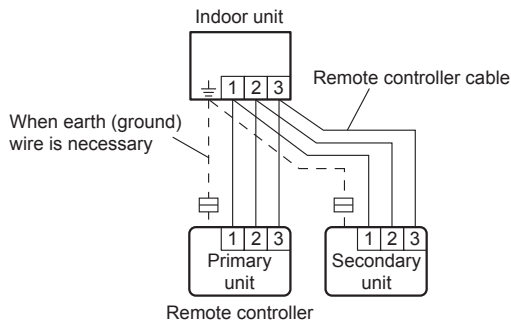 Indoor unit
1 2 3
Remote controller cable
When earth (ground)
wire is necessary
1 2 3
Primary
unit
1 2 3
Secondary
unit
Remote controller